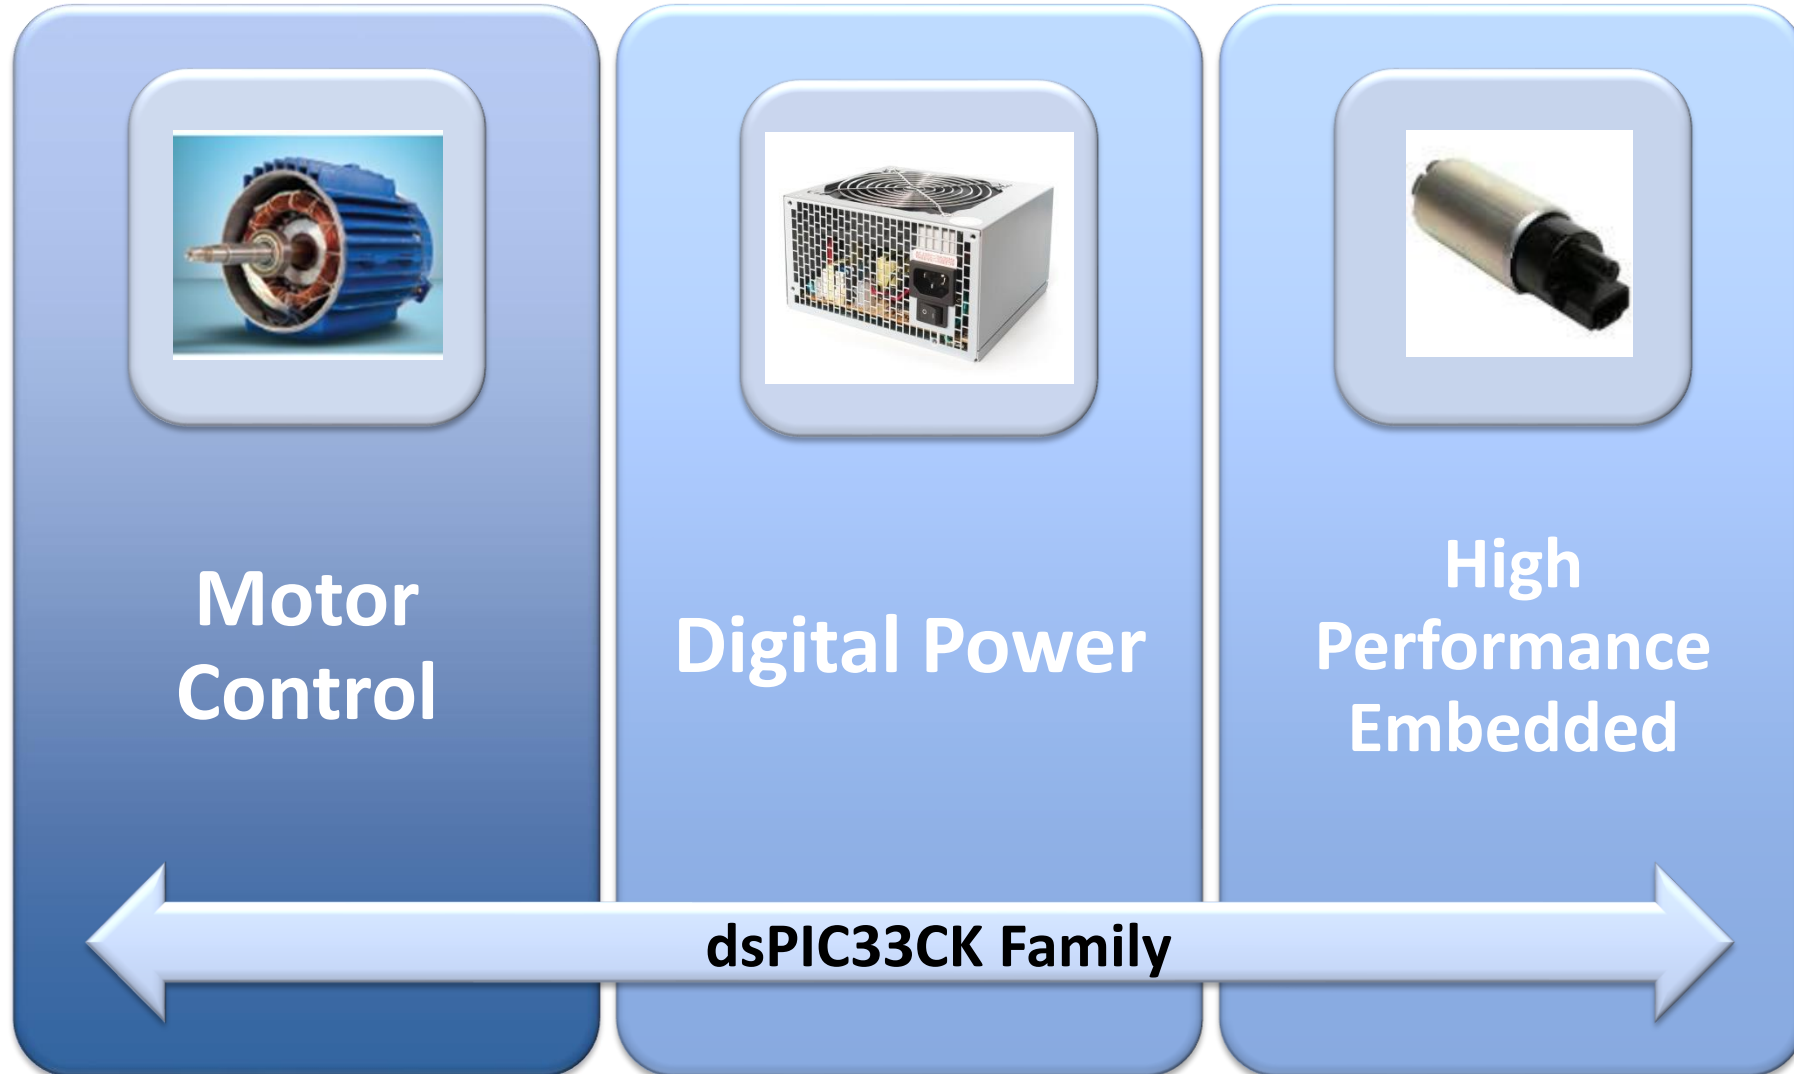 Motor
Control
Digital Power
High
Performance
Embedded
dsPIC33CK Family